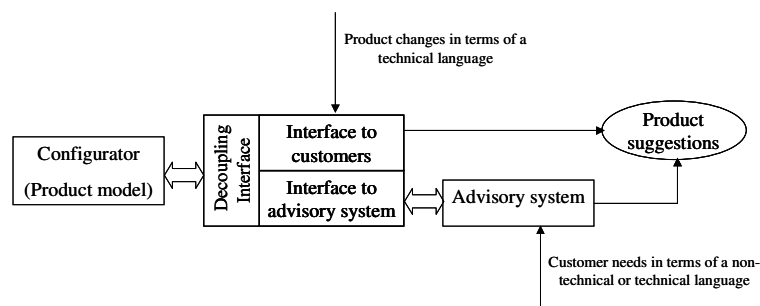 Product changes in terms of a
technical language
Configurator
(Product model)
Decoupling
Interface
Interface to
customers
Interface to
advisory system
Product
suggestions
Advisory system
Customer needs in terms of a non-
technical or technical language